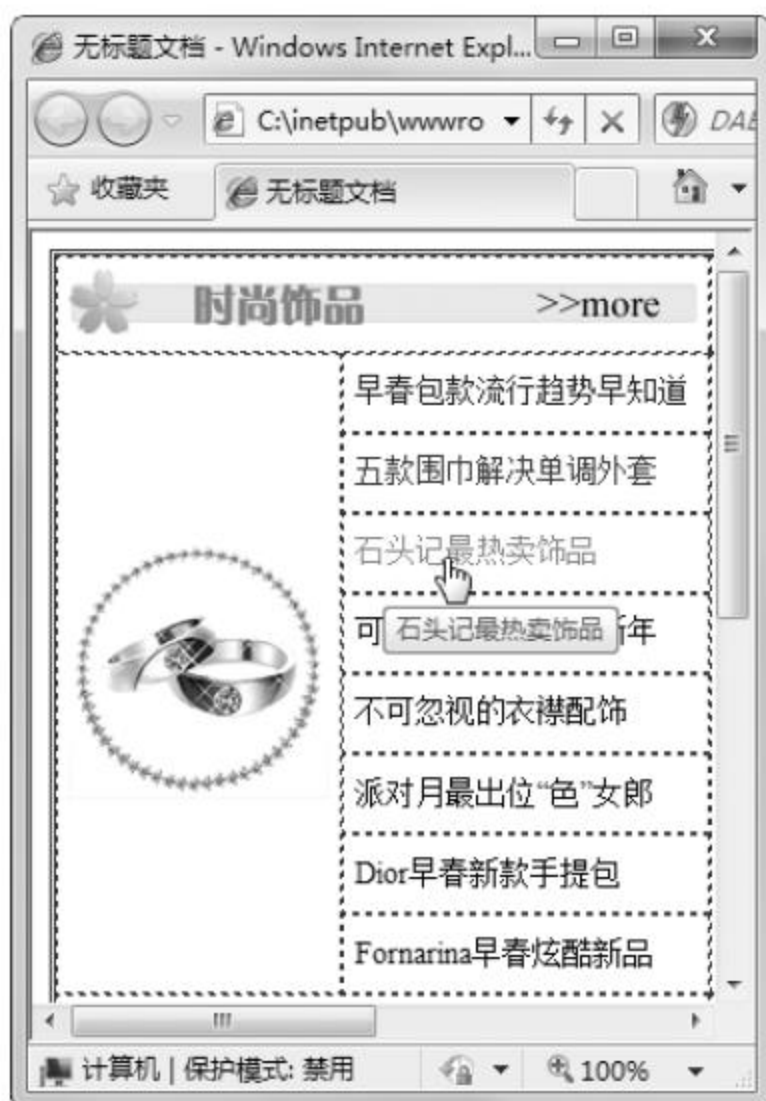 无标题文档 - Windows Internet Expl...
C:\inetpub\wwwro
收藏夹 无标题文档
时尚饰品 >>more
早春包款流行趋势早知道
五款围巾解决单调外套
石头记最热卖饰品
可
石头记最热卖饰品
年
不可忽视的衣襟配饰
派对月最出位“色”女郎
Dior早春新款手提包
Fornarina早春炫酷新品
计算机 | 保护模式: 禁用 100%